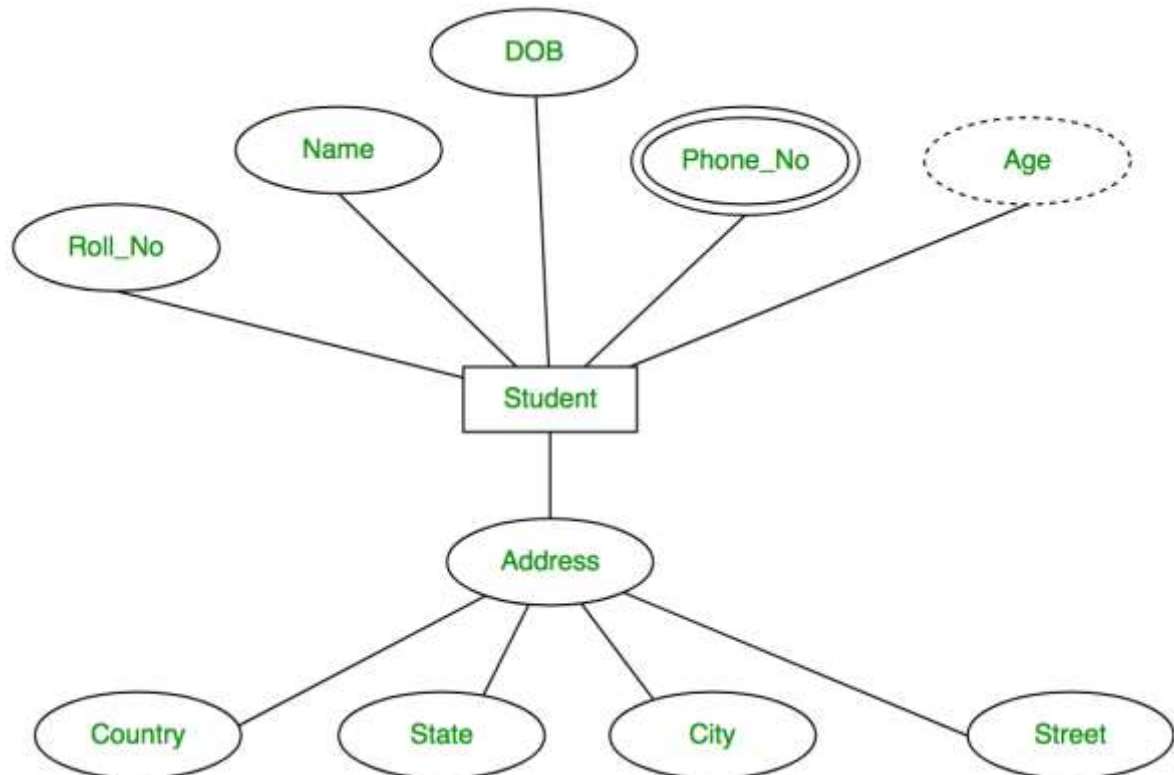 DOB
Name
Phone_No
Age
Roll_No
Student
Address
Country
State
City
Street